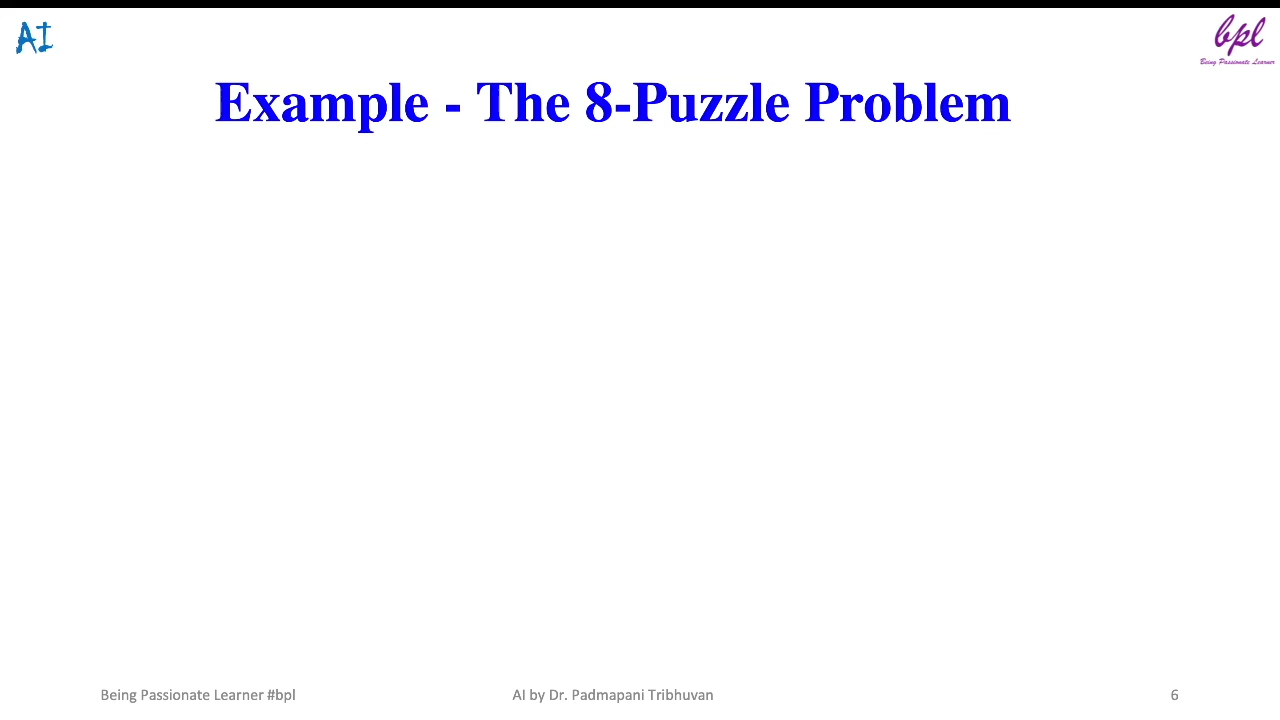 AI
bpl
Being Passionate Learner
Example - The 8-Puzzle Problem
Being Passionate Learner #bpl
AI by Dr. Padmapani Tribhuvan
6